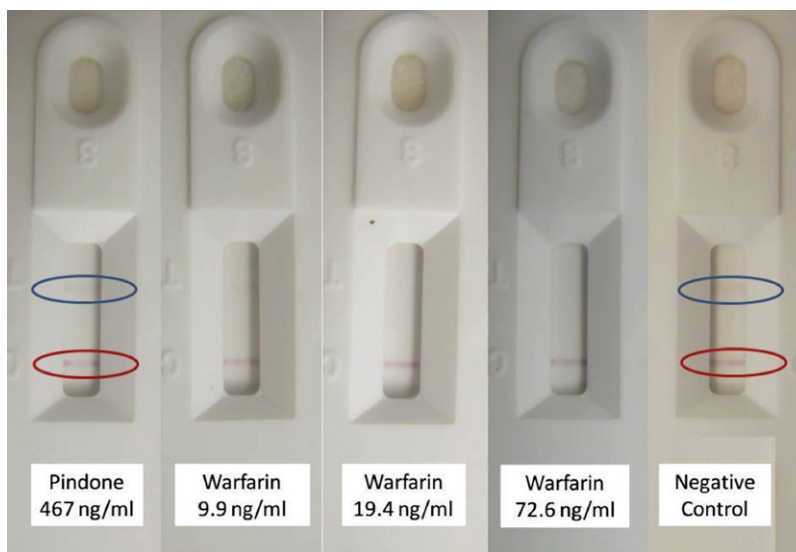 Pindone
467 ng/ml
Warfarin
9.9 ng/ml
Warfarin
19.4 ng/ml
Warfarin
72.6 ng/ml
Negative
Control